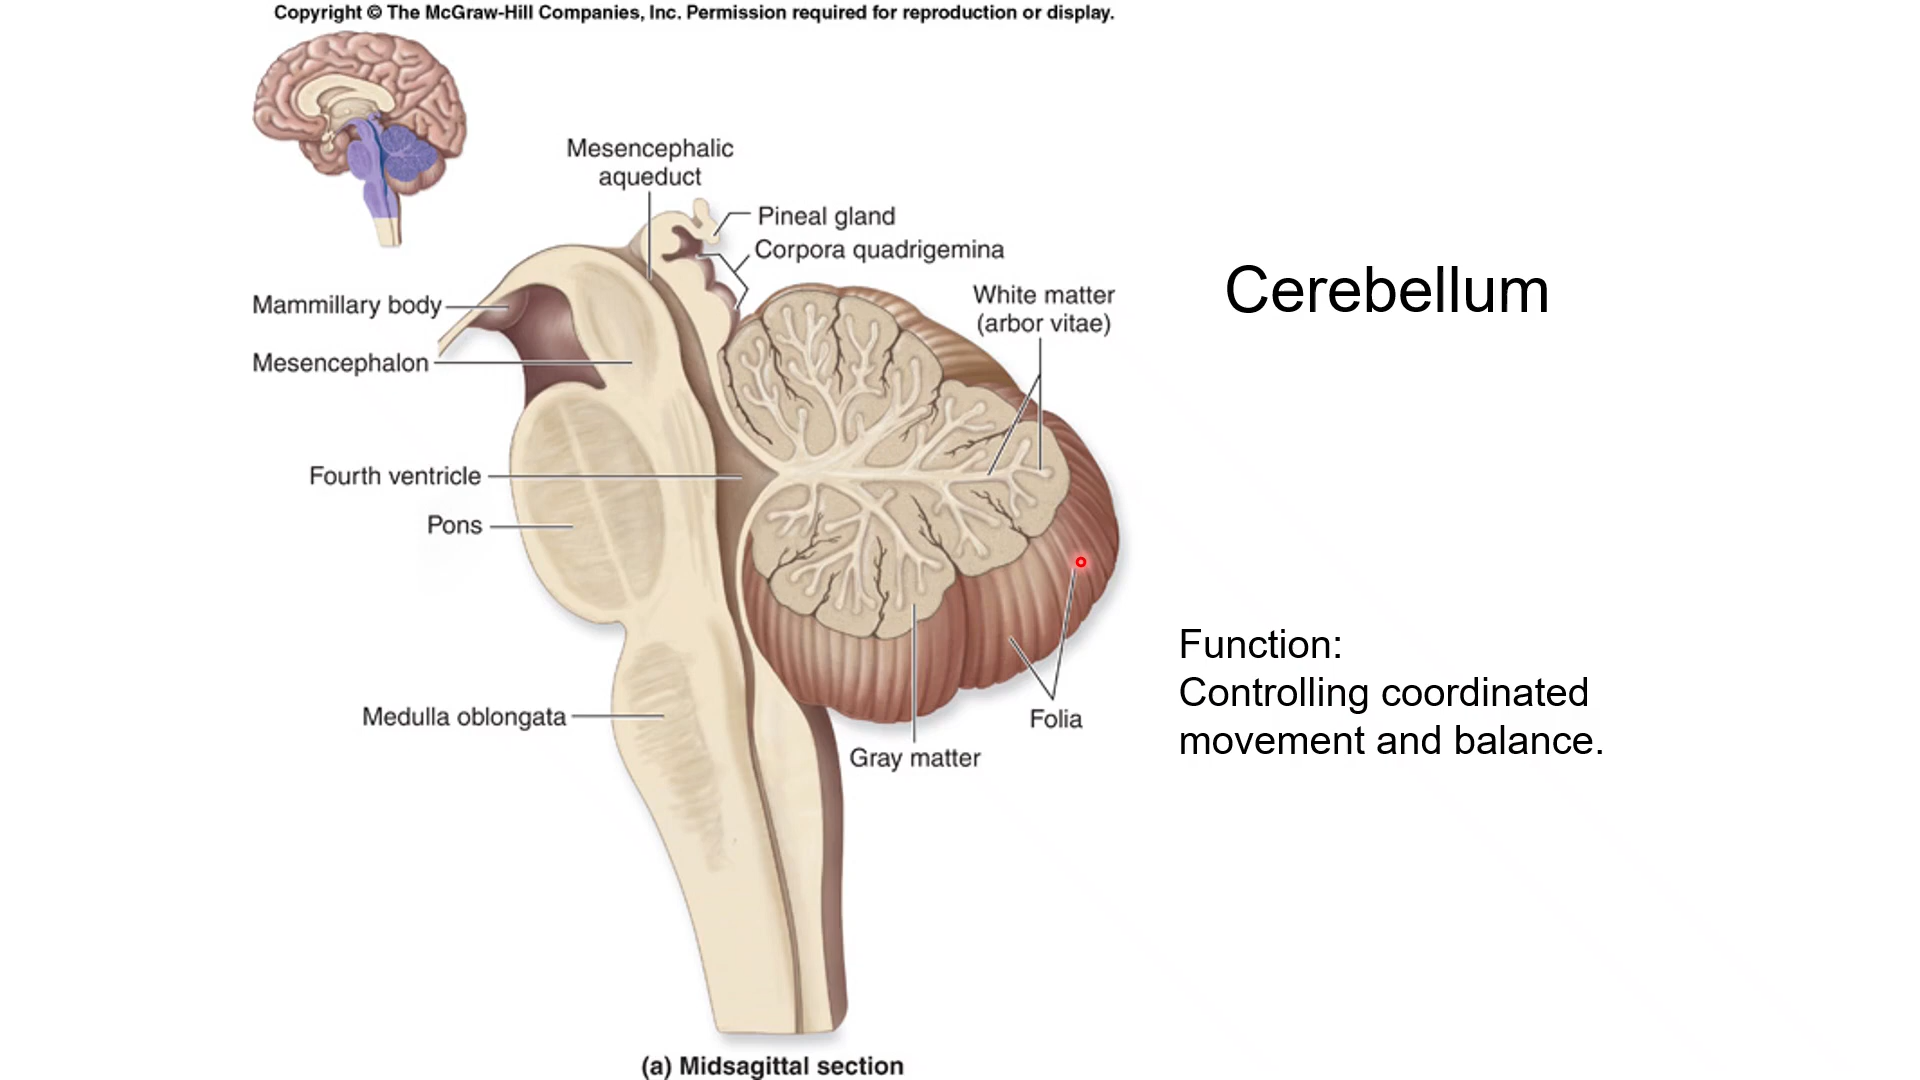 Copyright © The McGraw-Hill Companies, Inc. Permission required for reproduction or display.
Mesencephalic
aqueduct
Pineal gland
Corpora quadrigemina
White matter
(arbor vitae)
Mammillary body
Mesencephalon
Fourth ventricle
Pons
Medulla oblongata
Gray matter
Folia
(a) Midsagittal section
Cerebellum
Function:
Controlling coordinated
movement and balance.